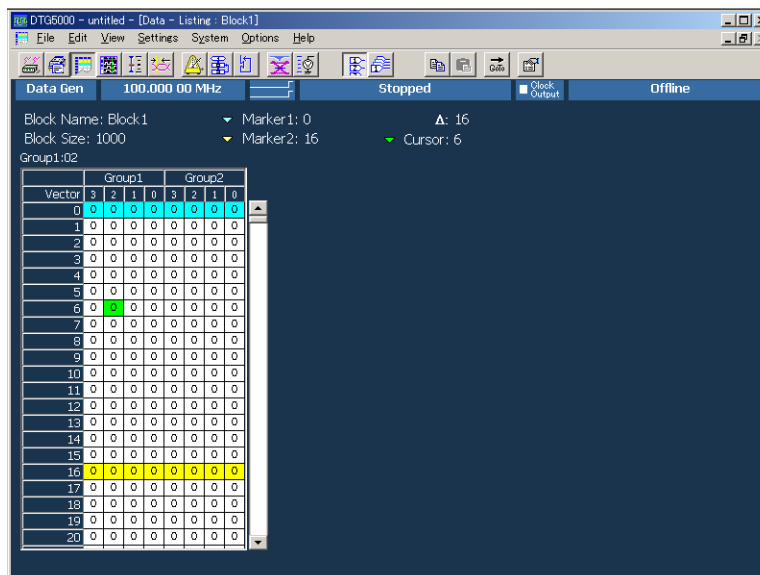 DTG5000 - untitled - [Data - Listing : Block1]
File Edit View Settings System Options Help
Goto
Data Gen 100.000 00 MHz Stopped Clock Output Offline
Block Name: Block1 Marker1: 0 Δ: 16
Block Size: 1000 Marker2: 16 Cursor: 6
Group1:02
Group1 Group2
Vector 3 2 1 0 3 2 1 0
0 0 0 0 0 0 0 0 0
1 0 0 0 0 0 0 0 0
2 0 0 0 0 0 0 0 0
3 0 0 0 0 0 0 0 0
4 0 0 0 0 0 0 0 0
5 0 0 0 0 0 0 0 0
6 0 0 0 0 0 0 0 0
7 0 0 0 0 0 0 0 0
8 0 0 0 0 0 0 0 0
9 0 0 0 0 0 0 0 0
10 0 0 0 0 0 0 0 0
11 0 0 0 0 0 0 0 0
12 0 0 0 0 0 0 0 0
13 0 0 0 0 0 0 0 0
14 0 0 0 0 0 0 0 0
15 0 0 0 0 0 0 0 0
16 0 0 0 0 0 0 0 0
17 0 0 0 0 0 0 0 0
18 0 0 0 0 0 0 0 0
19 0 0 0 0 0 0 0 0
20 0 0 0 0 0 0 0 0